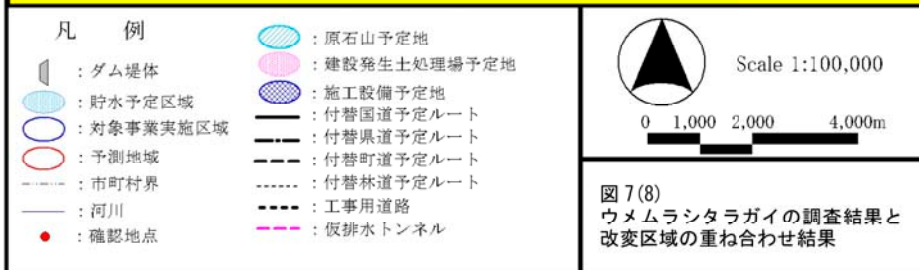 凡 例
: ダム堤体
: 貯水予定区域
: 対象事業実施区域
: 予測地域
: 市町村界
: 河川
: 確認地点
: 原石山予定地
: 建設発生土処理場予定地
: 施工設備予定地
: 付替国道予定ルート
: 付替県道予定ルート
: 付替町道予定ルート
: 付替林道予定ルート
: 工事用道路
: 仮排水トンネル
Scale 1:100,000
0 1,000 2,000 4,000m
図 7(8)
ウメムラシタラガイの調査結果と
改変区域の重ね合わせ結果